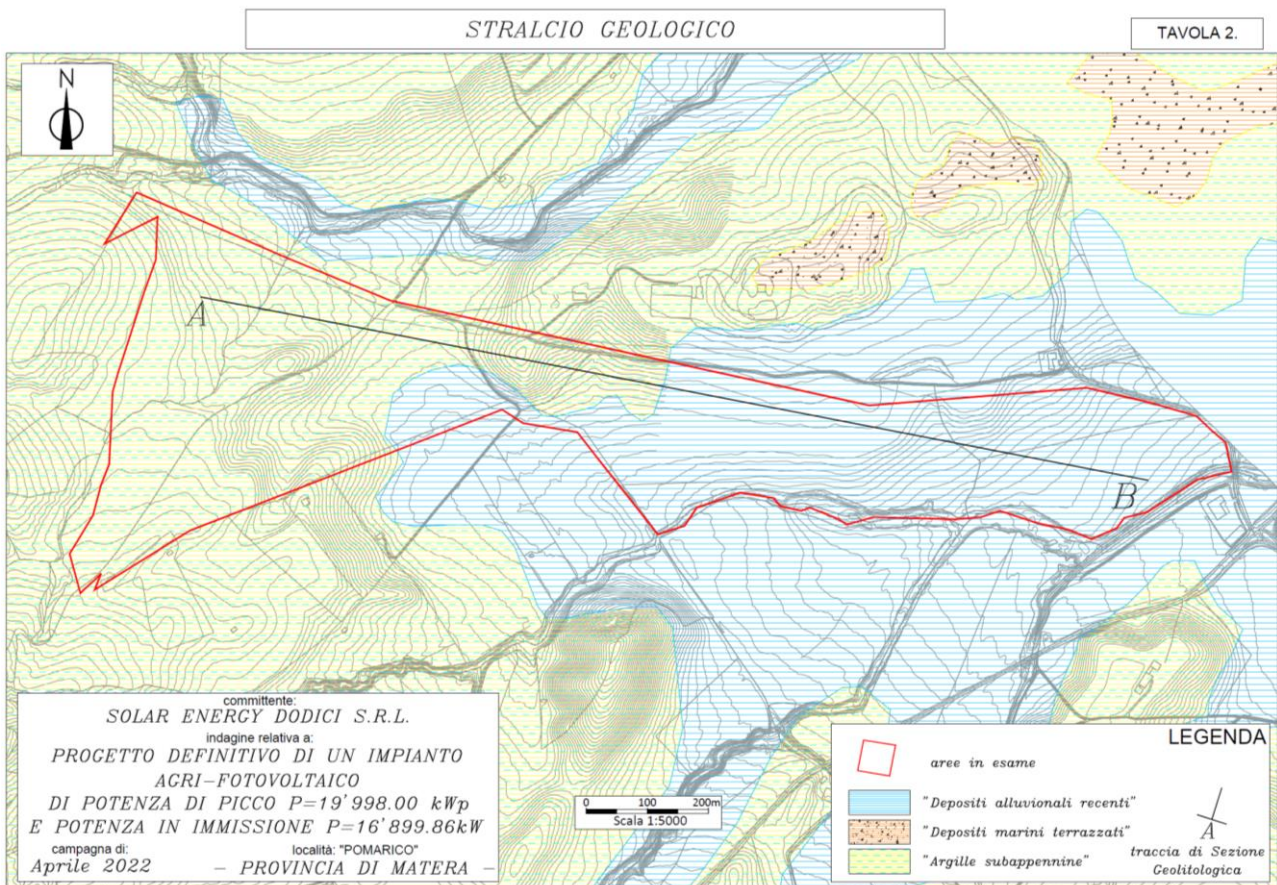 STRALCIO GEOLOGICO
TAVOLA 2.
N
A
B
committente:
SOLAR ENERGY DODICI S.R.L.
indagine relativa a:
PROGETTO DEFINITIVO DI UN IMPIANTO
AGRI-FOTOVOLTAICO
DI POTENZA DI PICCO P=19'998.00 kWp
E POTENZA IN IMMISSIONE P=16'899.86kW
campagna di:
Aprile 2022
località: "POMARICO"
- PROVINCIA DI MATERA -
0 100 200m
Scala 1:5000
LEGENDA
aree in esame
"Depositi alluvionali recenti"
"Depositi marini terrazzati"
"Argille subappennine"
A
traccia di Sezione
Geolitologica